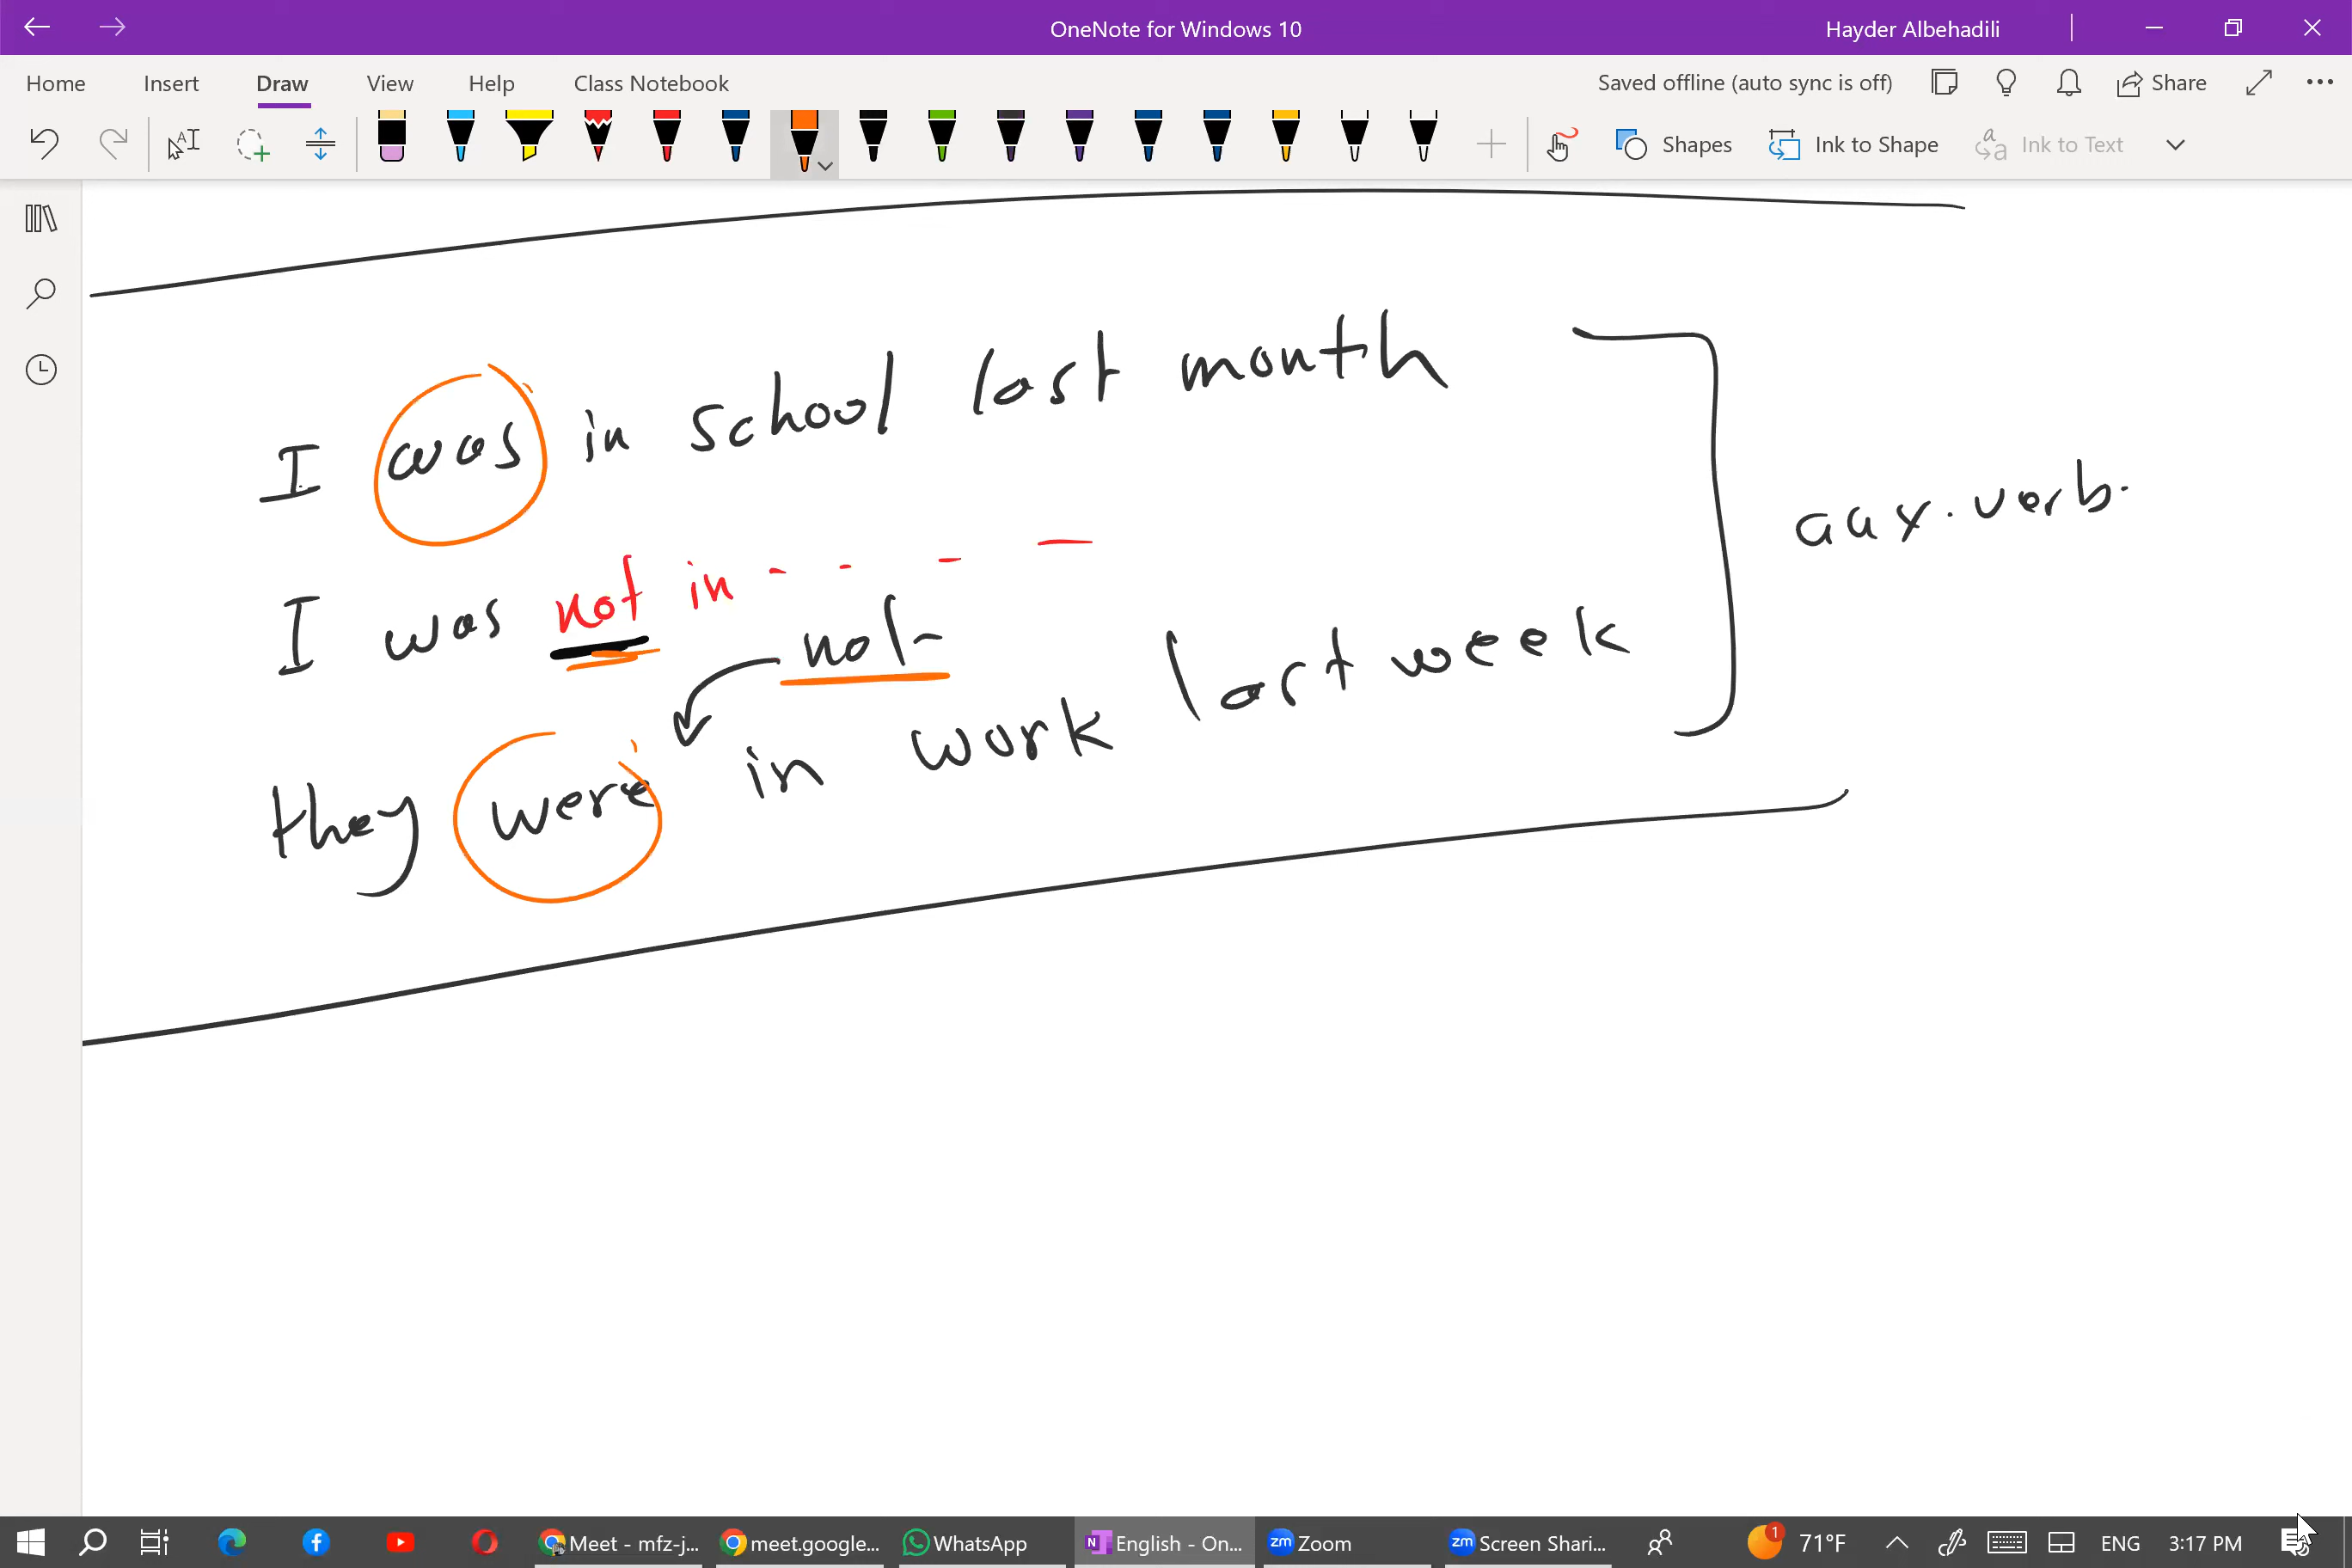 OneNote for Windows 10
Hayder Albehadili
Home Insert Draw View Help Class Notebook
Saved offline (auto sync is off) Share
Shapes Ink to Shape Ink to Text
I was in school last month
I was not in - - - -
not
they were in work last week
aux. verb.
Meet - mfz-j... meet.google... WhatsApp English - On... Zoom Screen Shari... 1 71°F ENG 3:17 PM